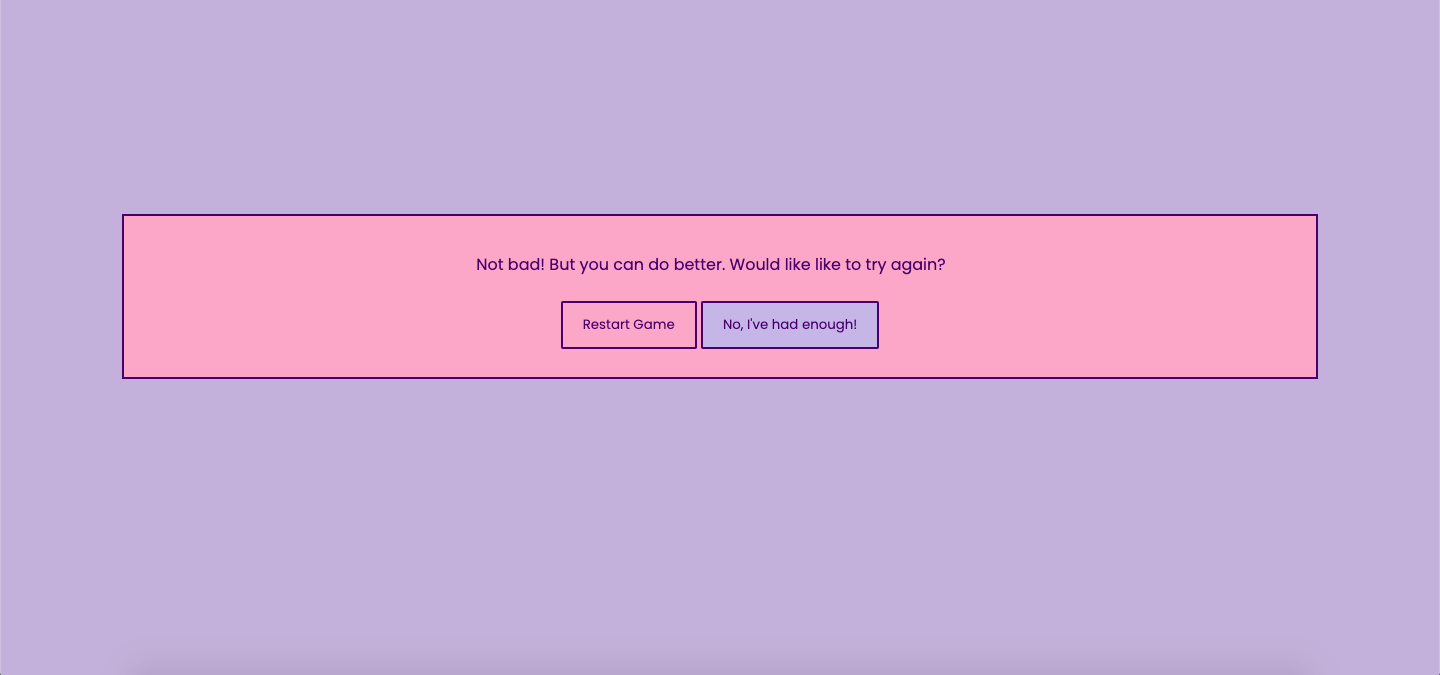 Not bad! But you can do better. Would like like to try again?
Restart Game
No, I've had enough!